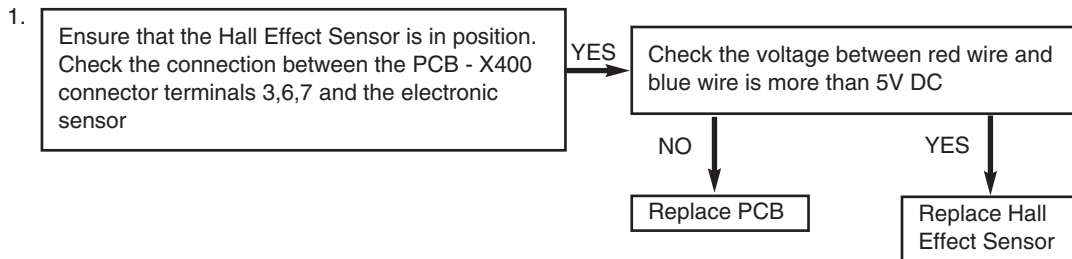 1.
Ensure that the Hall Effect Sensor is in position.
Check the connection between the PCB - X400
connector terminals 3,6,7 and the electronic
sensor
YES
Check the voltage between red wire and
blue wire is more than 5V DC
NO
YES
Replace PCB
Replace Hall
Effect Sensor